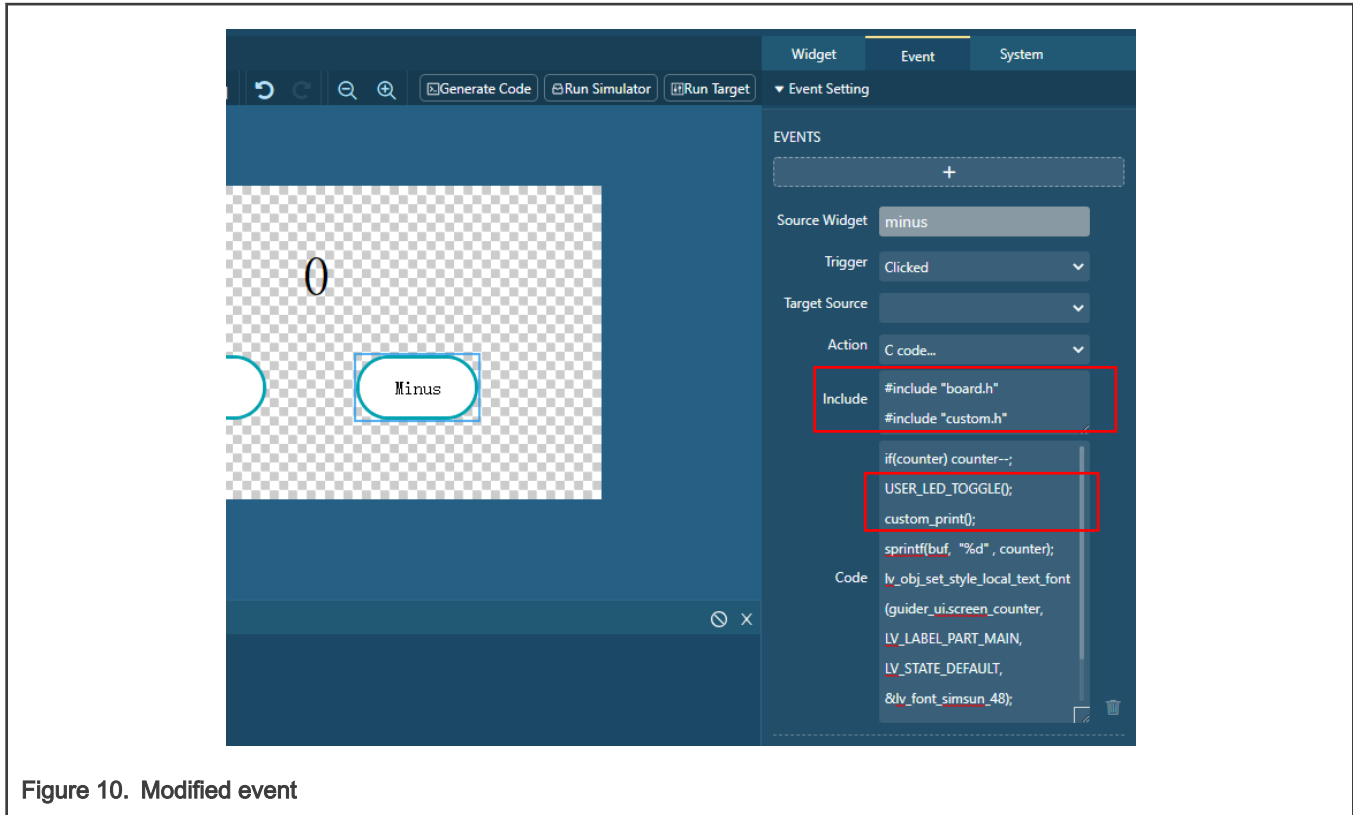 Widget Event System
Generate Code Run Simulator Run Target
Event Setting
EVENTS
+
Source Widget minus
Trigger Clicked
Target Source
Action C code...
Include #include "board.h"
#include "custom.h"
0
Minus
Code if(counter) counter--;
USER_LED_TOGGLE();
custom_print();
sprintf(buf, "%d" , counter);
lv_obj_set_style_local_text_font
(guider_ui.screen_counter,
LV_LABEL_PART_MAIN,
LV_STATE_DEFAULT,
&lv_font_simsun_48);
Figure 10. Modified event